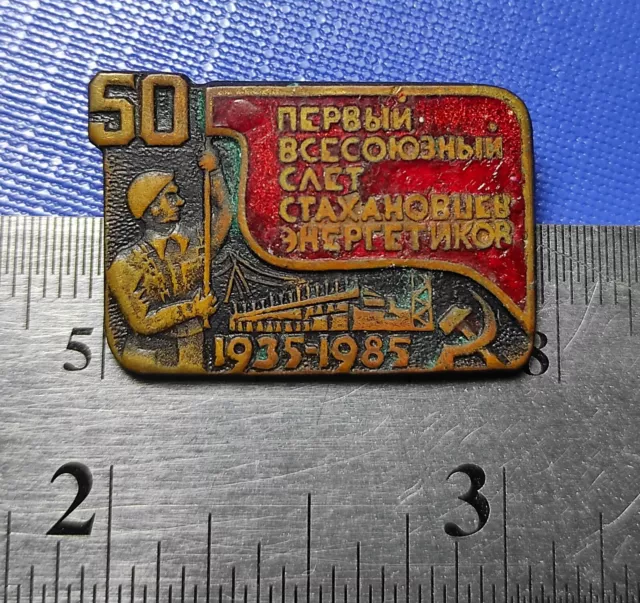 50
ПЕРВЫЙ
ВСЕСОЮЗНЫЙ
СЛЕТ
СТАХАНОВЦЕВ
ЭНЕРГЕТИКОВ
1935-1985
5 8
2 3